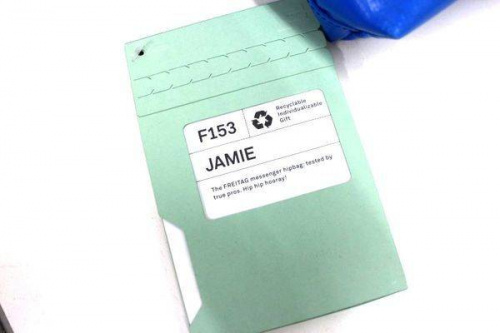 F153
Recyclable
Individualizable
Gift
JAMIE
The FREITAG messenger hipbag: tested by
true pros. Hip hip hooray!